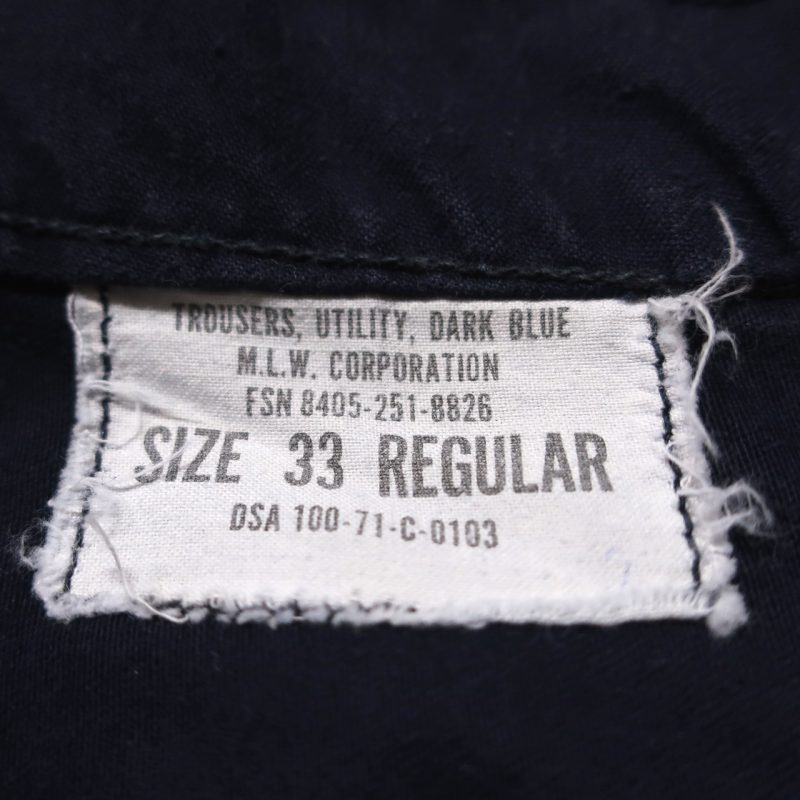 TROUSERS, UTILITY, DARK BLUE
M.L.W. CORPORATION
FSN 8405-251-8826
SIZE 33 REGULAR
DSA 100-71-C-0103